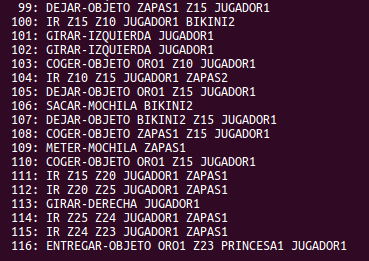 99: DEJAR-OBJETO ZAPAS1 Z15 JUGADOR1
100: IR Z15 Z10 JUGADOR1 BIKINI2
101: GIRAR-IZQUIERDA JUGADOR1
102: GIRAR-IZQUIERDA JUGADOR1
103: COGER-OBJETO ORO1 Z10 JUGADOR1
104: IR Z10 Z15 JUGADOR1 ZAPAS2
105: DEJAR-OBJETO ORO1 Z15 JUGADOR1
106: SACAR-MOCHILA BIKINI2
107: DEJAR-OBJETO BIKINI2 Z15 JUGADOR1
108: COGER-OBJETO ZAPAS1 Z15 JUGADOR1
109: METER-MOCHILA ZAPAS1
110: COGER-OBJETO ORO1 Z15 JUGADOR1
111: IR Z15 Z20 JUGADOR1 ZAPAS1
112: IR Z20 Z25 JUGADOR1 ZAPAS1
113: GIRAR-DERECHA JUGADOR1
114: IR Z25 Z24 JUGADOR1 ZAPAS1
115: IR Z24 Z23 JUGADOR1 ZAPAS1
116: ENTREGAR-OBJETO ORO1 Z23 PRINCESA1 JUGADOR1